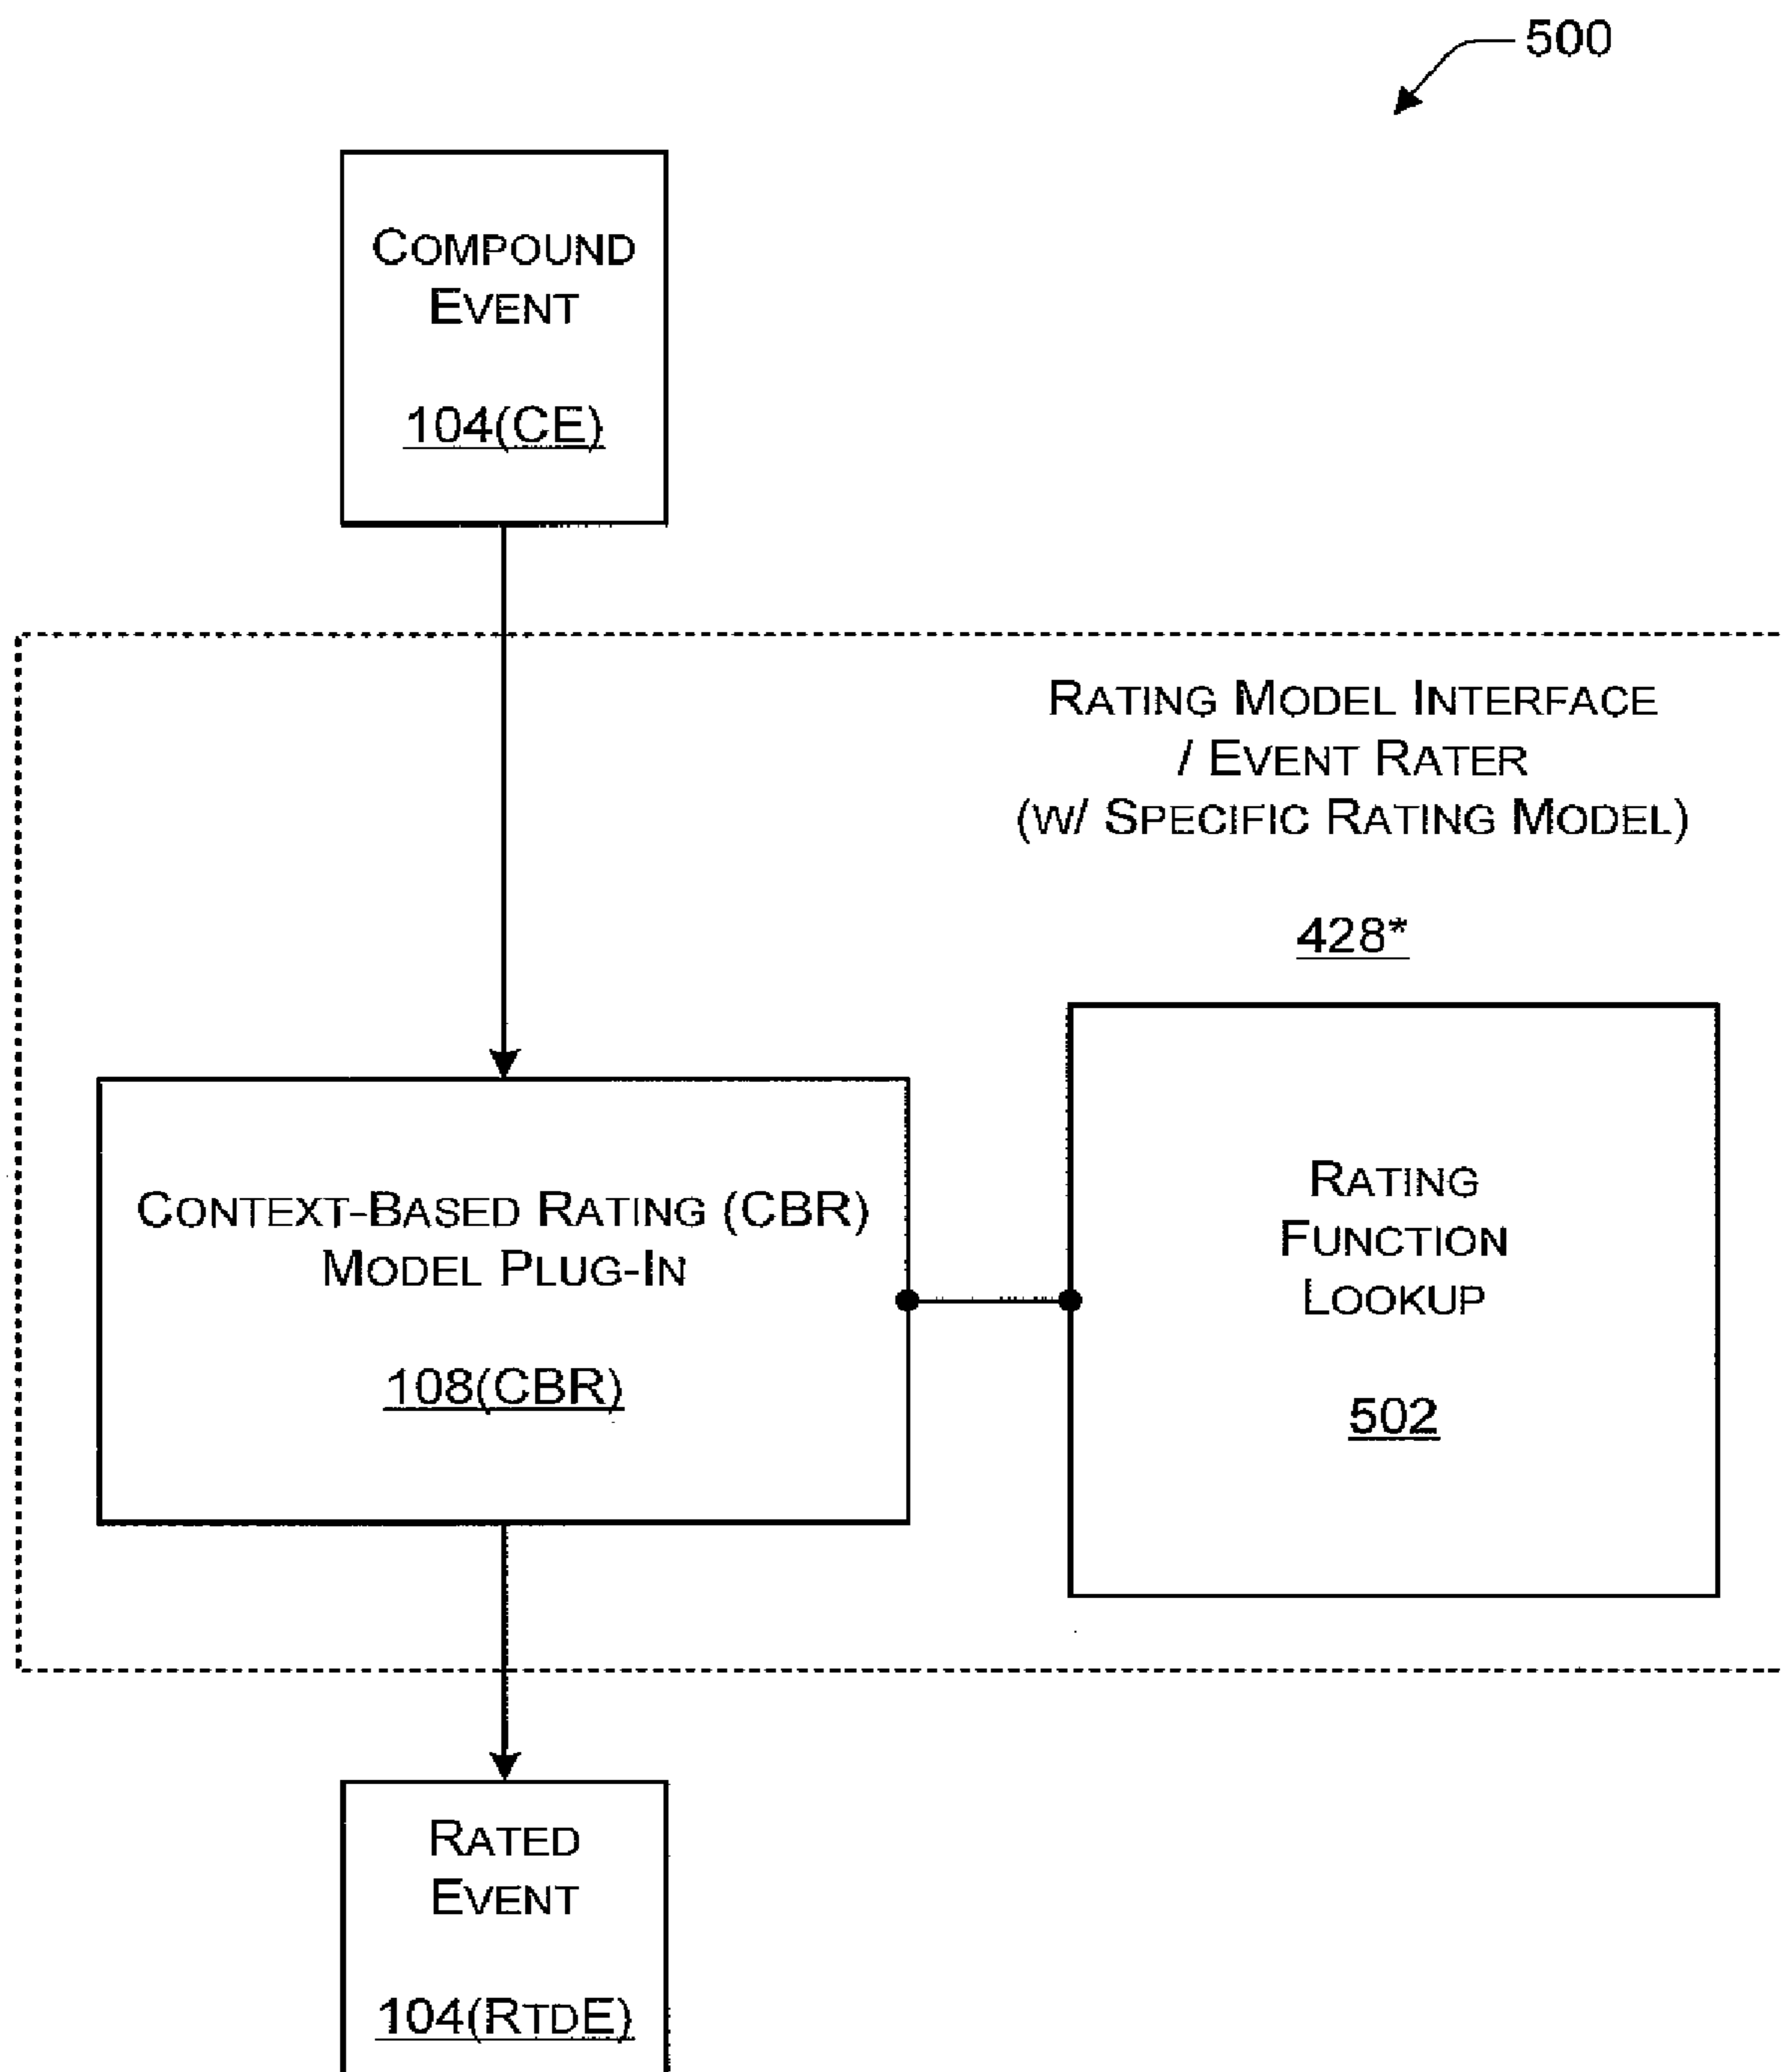 500
COMPOUND
EVENT
104(CE)
RATING MODEL INTERFACE
/ EVENT RATER
(W/ SPECIFIC RATING MODEL)
428*
CONTEXT-BASED RATING (CBR)
MODEL PLUG-IN
108(CBR)
RATING
FUNCTION
LOOKUP
502
RATED
EVENT
104(RTDE)